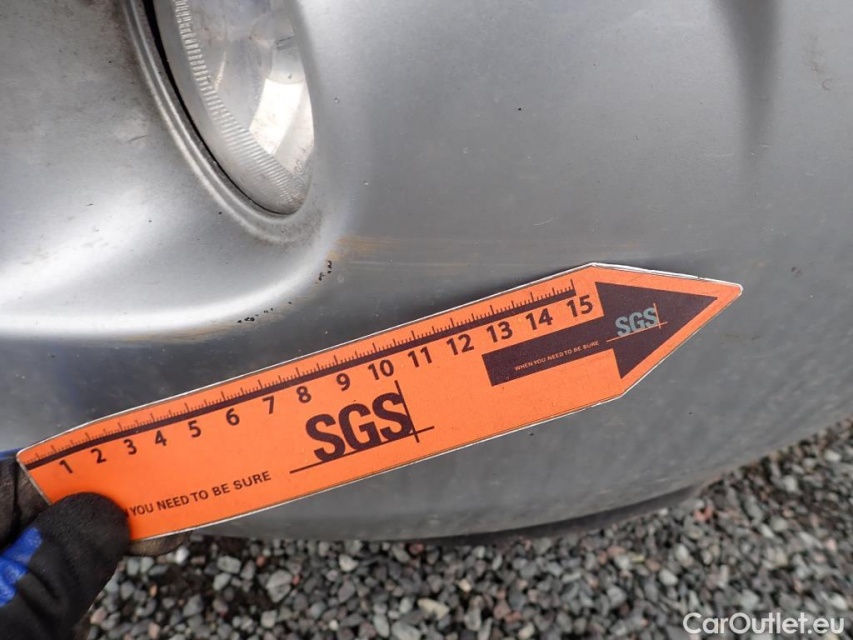 1 2 3 4 5 6 7 8 9 10 11 12 13 14 15
SGS
WHEN YOU NEED TO BE SURE
SGS
YOU NEED TO BE SURE
CarOutlet.eu